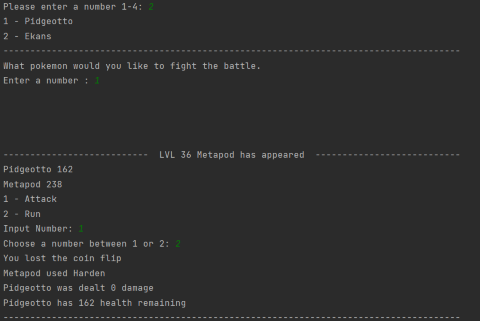 Please enter a number 1-4: 2
1 - Pidgeotto
2 - Ekans
------------------------------------------------------------------------------------
What pokemon would you like to fight the battle.
Enter a number : 1
--------------------------- LVL 36 Metapod has appeared ---------------------------
Pidgeotto 162
Metapod 238
1 - Attack
2 - Run
Input Number: 1
Choose a number between 1 or 2: 2
You lost the coin flip
Metapod used Harden
Pidgeotto was dealt 0 damage
Pidgeotto has 162 health remaining
------------------------------------------------------------------------------------